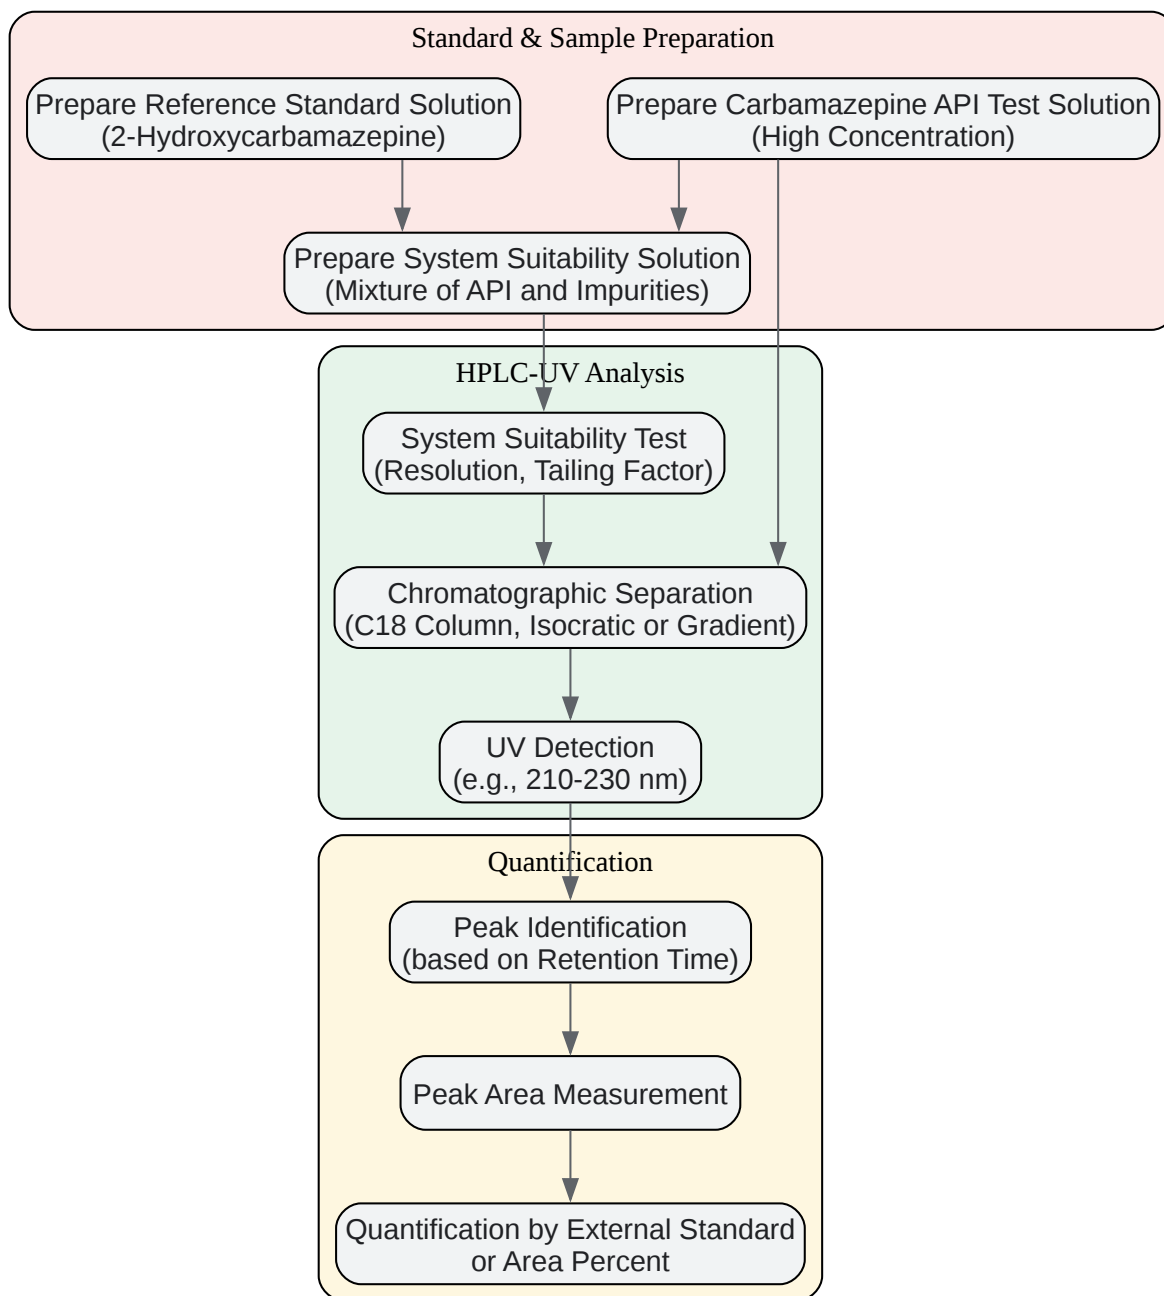 Standard & Sample Preparation
Prepare Reference Standard Solution
(2-Hydroxycarbamazepine)
Prepare Carbamazepine API Test Solution
(High Concentration)
Prepare System Suitability Solution
(Mixture of API and Impurities)
HPLC-UV Analysis
System Suitability Test
(Resolution, Tailing Factor)
Chromatographic Separation
(C18 Column, Isocratic or Gradient)
UV Detection
(e.g., 210-230 nm)
Quantification
Peak Identification
(based on Retention Time)
Peak Area Measurement
Quantification by External Standard
or Area Percent